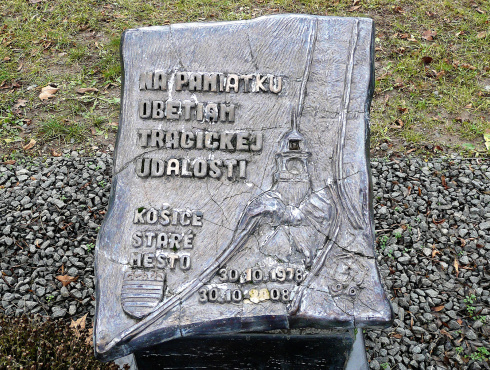 NA PAMIATKU
OBETIAM
TRAGICKEJ
UDALOSTI
KOŠICE
STARÉ
MESTO
30.10.1978
30.10.2008